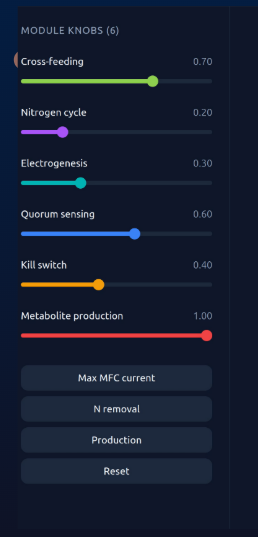 MODULE KNOBS (6)
Cross-feeding 0.70
Nitrogen cycle 0.20
Electrogenesis 0.30
Quorum sensing 0.60
Kill switch 0.40
Metabolite production 1.00
Max MFC current
N removal
Production
Reset